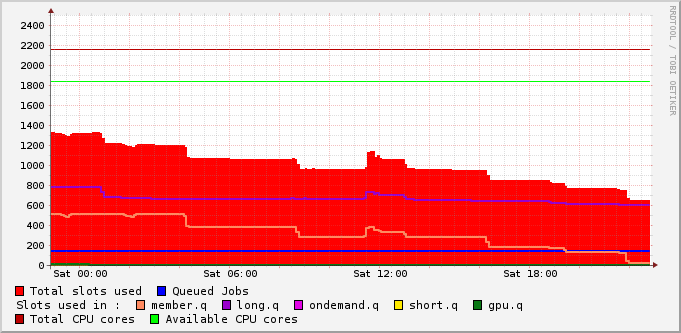 2400
2200
2000
1800
1600
1400
1200
1000
800
600
400
200
0
Sat 00:00 Sat 06:00 Sat 12:00 Sat 18:00
Total slots used Queued Jobs
Slots used in : member.q long.q ondemand.q short.q gpu.q
Total CPU cores Available CPU cores
RRDTOOL / TOBI OETIKER